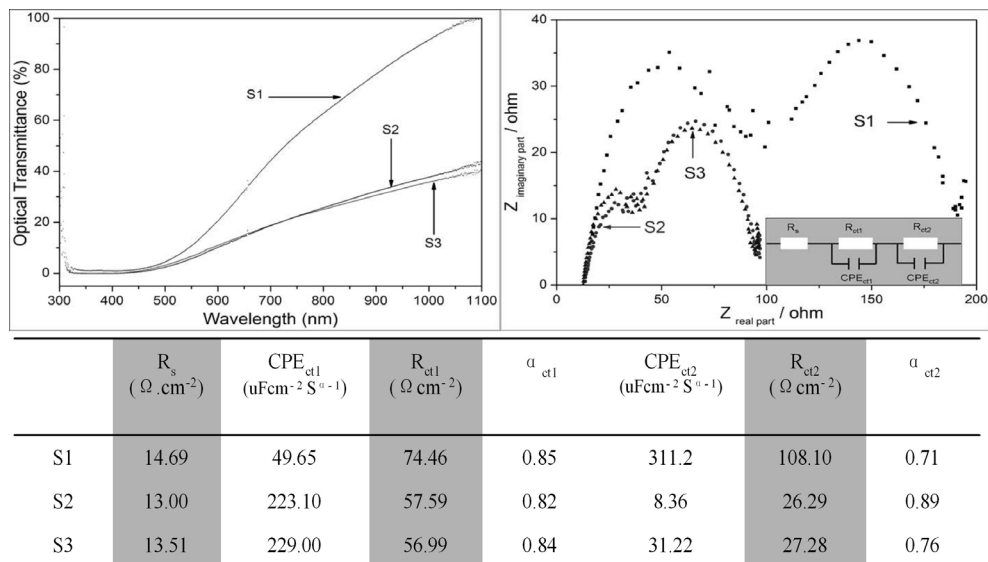 100
80
60
40
20
0
Optical Transmittance (%)
S1
S2
S3
300 400 500 600 700 800 900 1000 1100
Wavelength (nm)
40
30
20
10
0
Z imaginary part / ohm
S1
S3
S2
Rs Rct1 Rct2
CPEct1 CPEct2
0 50 100 150 200
Z real part / ohm
Rs CPEct1 Rct1 αct1 CPEct2 Rct2 αct2
(Ω.cm-2) (uFcm-2 Sα-1) (Ωcm-2) (uFcm-2 Sα-1) (Ωcm-2)
S1 14.69 49.65 74.46 0.85 311.2 108.10 0.71
S2 13.00 223.10 57.59 0.82 8.36 26.29 0.89
S3 13.51 229.00 56.99 0.84 31.22 27.28 0.76